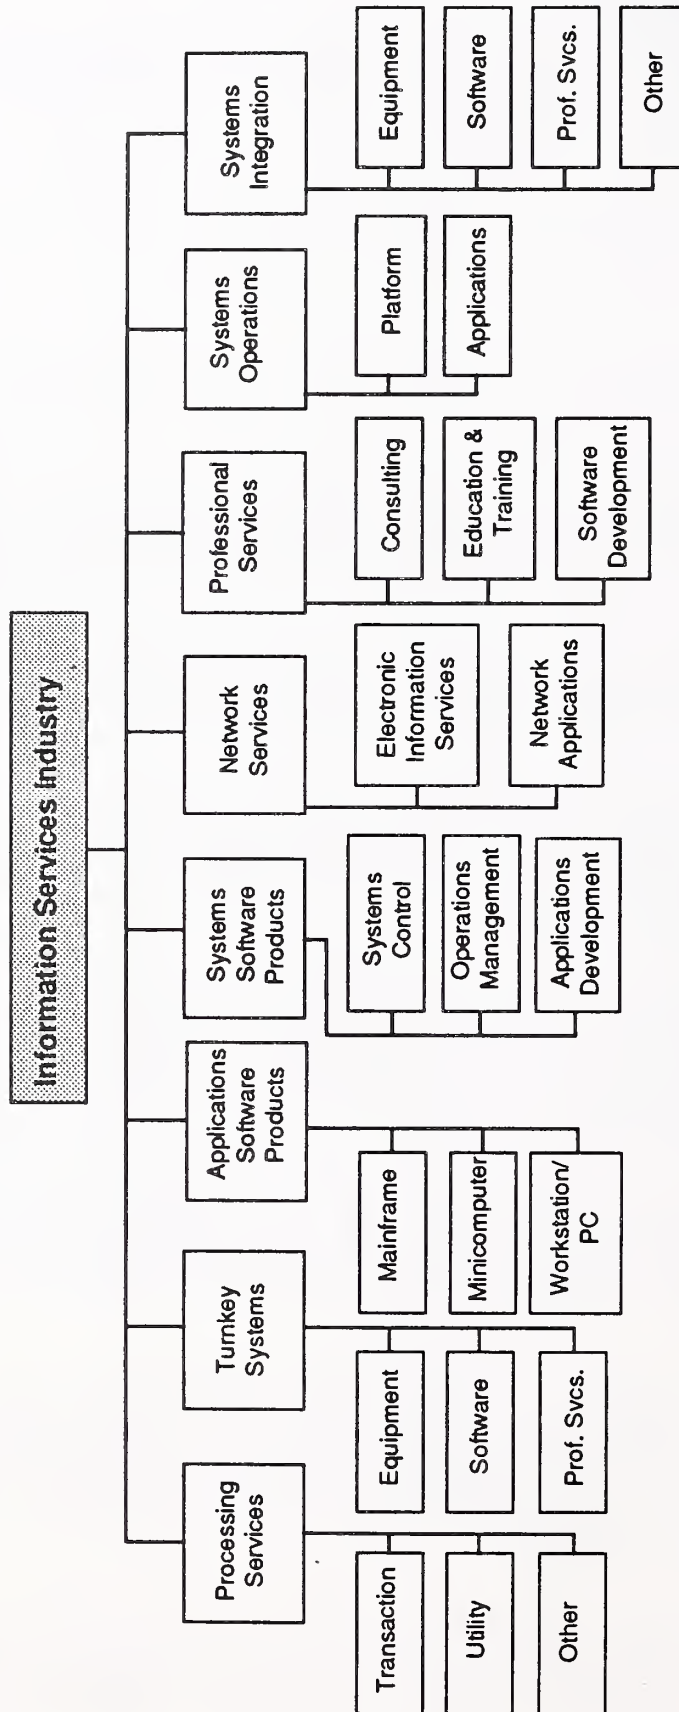 Information Services Industry
Processing
Services
Transaction
Utility
Other
Turnkey
Systems
Equipment
Software
Prof. Svcs.
Applications
Software
Products
Mainframe
Minicomputer
Workstation/
PC
Systems
Software
Products
Systems
Control
Operations
Management
Applications
Development
Network
Services
Electronic
Information
Services
Network
Applications
Professional
Services
Consulting
Education &
Training
Software
Development
Systems
Operations
Platform
Applications
Systems
Integration
Equipment
Software
Prof. Svcs.
Other